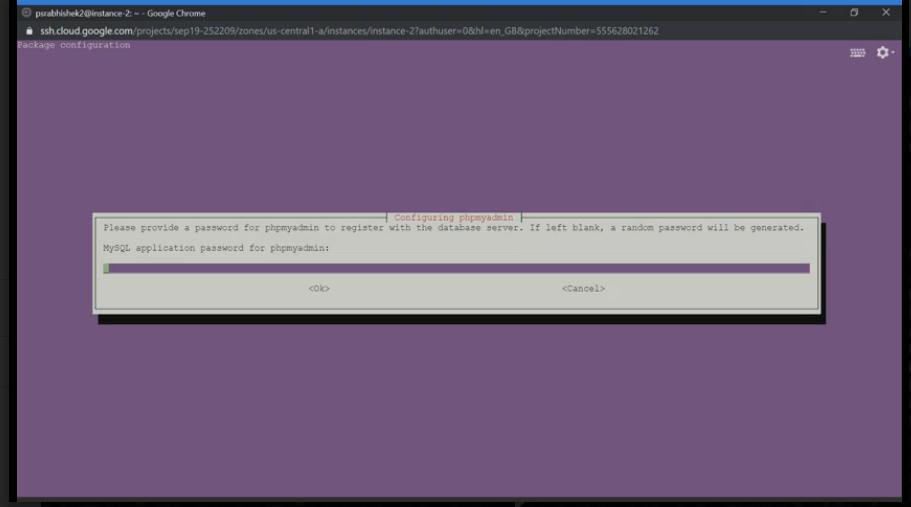 psrabhishek2@instance-2: ~ - Google Chrome
ssh.cloud.google.com/projects/sep19-252209/zones/us-central1-a/instances/instance-2?authuser=0&hl=en_GB&projectNumber=555628021262
Package configuration
Configuring phpmyadmin
Please provide a password for phpmyadmin to register with the database server. If left blank, a random password will be generated.
MySQL application password for phpmyadmin:
<Ok> <Cancel>